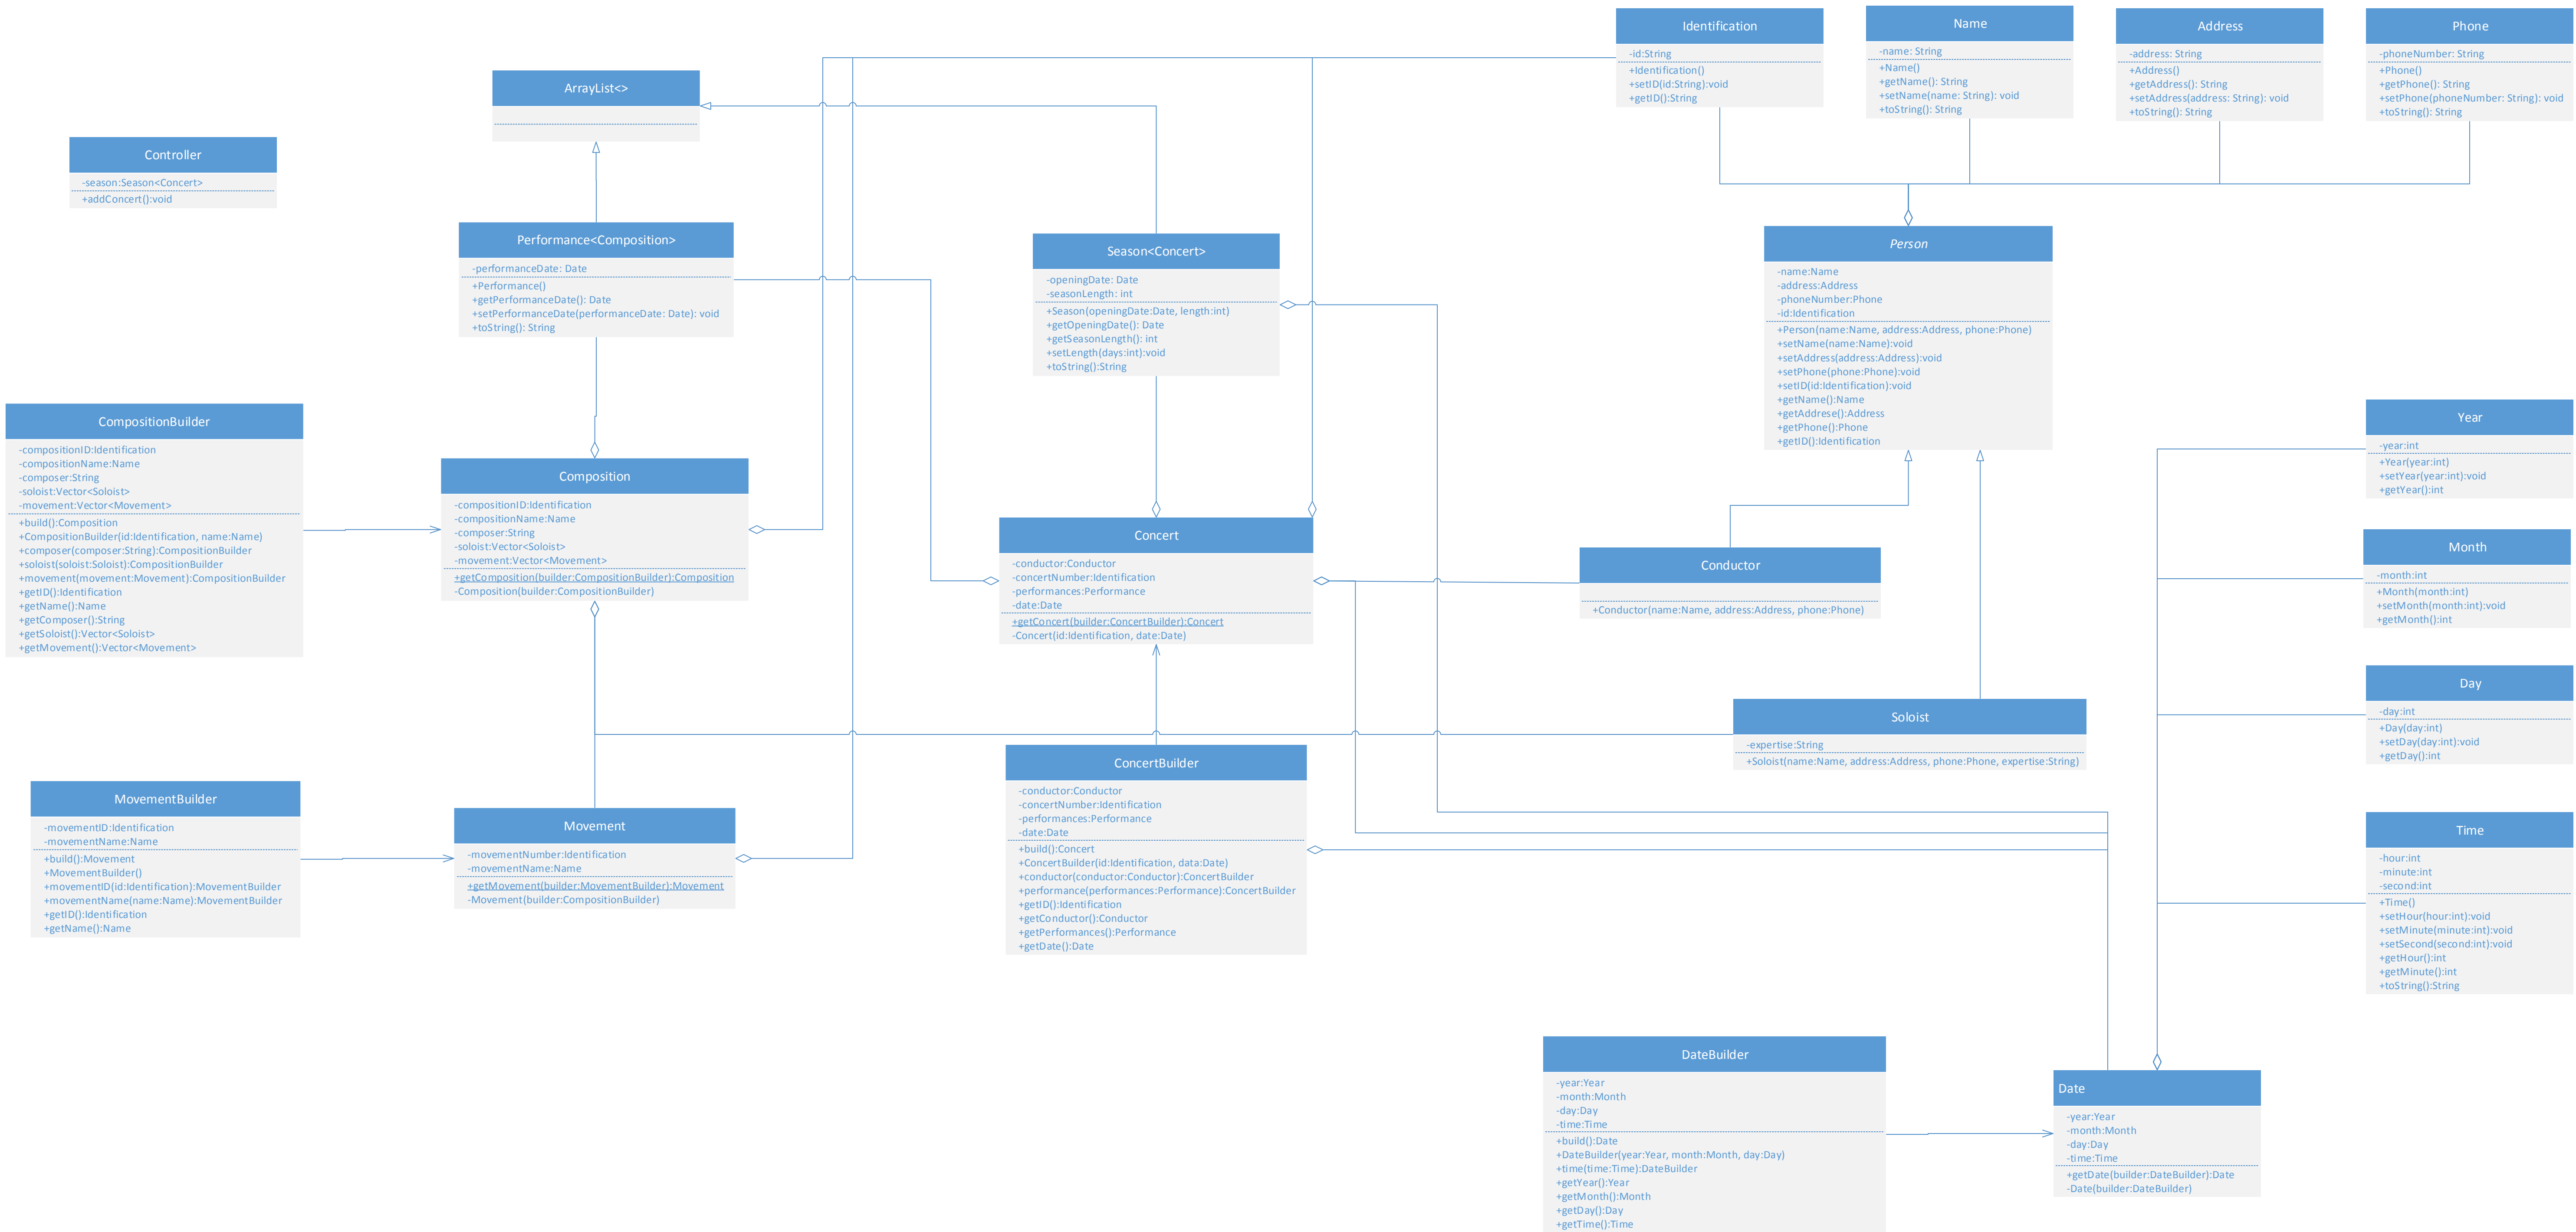 Identification
-id:String
+Identification()
+setID(id:String):void
+getID():String
Name
-name: String
+Name()
+getName(): String
+setName(name: String): void
+toString(): String
Address
-address: String
+Address()
+getAddress(): String
+setAddress(address: String): void
+toString(): String
Phone
-phoneNumber: String
+Phone()
+getPhone(): String
+setPhone(phoneNumber: String): void
+toString(): String
ArrayList<>
Controller
-season:Season<Concert>
+addConcert():void
Performance<Composition>
-performanceDate: Date
+Performance()
+getPerformanceDate(): Date
+setPerformanceDate(performanceDate: Date): void
+toString(): String
Season<Concert>
-openingDate: Date
-seasonLength: int
+Season(openingDate:Date, length:int)
+getOpeningDate(): Date
+getSeasonLength(): int
+setLength(days:int):void
+toString():String
Person
-name:Name
-address:Address
-phoneNumber:Phone
-id:Identification
+Person(name:Name, address:Address, phone:Phone)
+setName(name:Name):void
+setAddress(address:Address):void
+setPhone(phone:Phone):void
+setID(id:Identification):void
+getName():Name
+getAddrese():Address
+getPhone():Phone
+getID():Identification
CompositionBuilder
-compositionID:Identification
-compositionName:Name
-composer:String
-soloist:Vector<Soloist>
-movement:Vector<Movement>
+build():Composition
+CompositionBuilder(id:Identification, name:Name)
+composer(composer:String):CompositionBuilder
+soloist(soloist:Soloist):CompositionBuilder
+movement(movement:Movement):CompositionBuilder
+getID():Identification
+getName():Name
+getComposer():String
+getSoloist():Vector<Soloist>
+getMovement():Vector<Movement>
Composition
-compositionID:Identification
-compositionName:Name
-composer:String
-soloist:Vector<Soloist>
-movement:Vector<Movement>
+getComposition(builder:CompositionBuilder):Composition
-Composition(builder:CompositionBuilder)
Concert
-conductor:Conductor
-concertNumber:Identification
-performances:Performance
-date:Date
+getConcert(builder:ConcertBuilder):Concert
-Concert(id:Identification, date:Date)
Conductor
+Conductor(name:Name, address:Address, phone:Phone)
Year
-year:int
+Year(year:int)
+setYear(year:int):void
+getYear():int
Month
-month:int
+Month(month:int)
+setMonth(month:int):void
+getMonth():int
Day
-day:int
+Day(day:int)
+setDay(day:int):void
+getDay():int
Soloist
-expertise:String
+Soloist(name:Name, address:Address, phone:Phone, expertise:String)
MovementBuilder
-movementID:Identification
-movementName:Name
+build():Movement
+MovementBuilder()
+movementID(id:Identification):MovementBuilder
+movementName(name:Name):MovementBuilder
+getID():Identification
+getName():Name
Movement
-movementNumber:Identification
-movementName:Name
+getMovement(builder:MovementBuilder):Movement
-Movement(builder:CompositionBuilder)
ConcertBuilder
-conductor:Conductor
-concertNumber:Identification
-performances:Performance
-date:Date
+build():Concert
+ConcertBuilder(id:Identification, data:Date)
+conductor(conductor:Conductor):ConcertBuilder
+performance(performances:Performance):ConcertBuilder
+getID():Identification
+getConductor():Conductor
+getPerformances():Performance
+getDate():Date
Time
-hour:int
-minute:int
-second:int
+Time()
+setHour(hour:int):void
+setMinute(minute:int):void
+setSecond(second:int):void
+getHour():int
+getMinute():int
+toString():String
DateBuilder
-year:Year
-month:Month
-day:Day
-time:Time
+build():Date
+DateBuilder(year:Year, month:Month, day:Day)
+time(time:Time):DateBuilder
+getYear():Year
+getMonth():Month
+getDay():Day
+getTime():Time
Date
-year:Year
-month:Month
-day:Day
-time:Time
+getDate(builder:DateBuilder):Date
-Date(builder:DateBuilder)